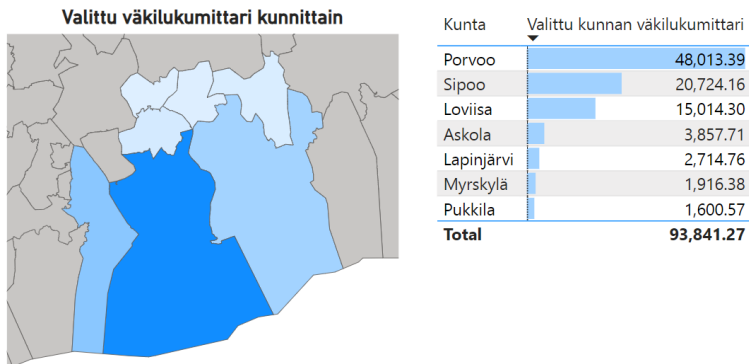 Valittu väkilukumittari kunnittain
Kunta Valittu kunnan väkilukumittari
Porvoo 48,013.39
Sipoo 20,724.16
Loviisa 15,014.30
Askola 3,857.71
Lapinjärvi 2,714.76
Myrskylä 1,916.38
Pukkila 1,600.57
Total 93,841.27